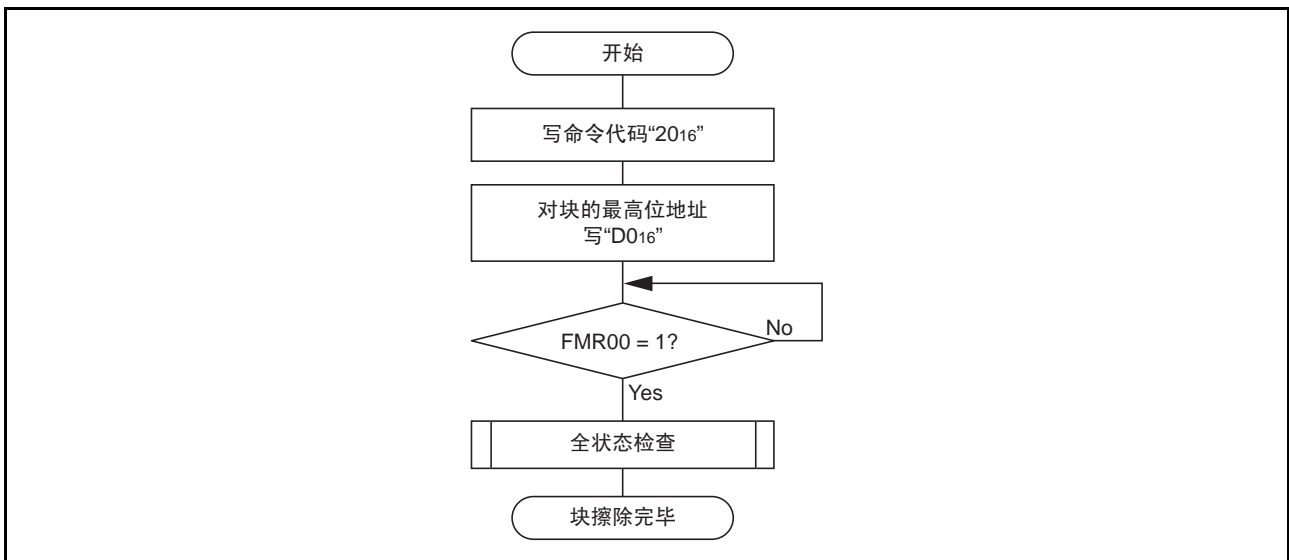 开始
写命令代码“2016”
对块的最高位地址
写“D016”
FMR00 = 1?
No
Yes
全状态检查
块擦除完毕